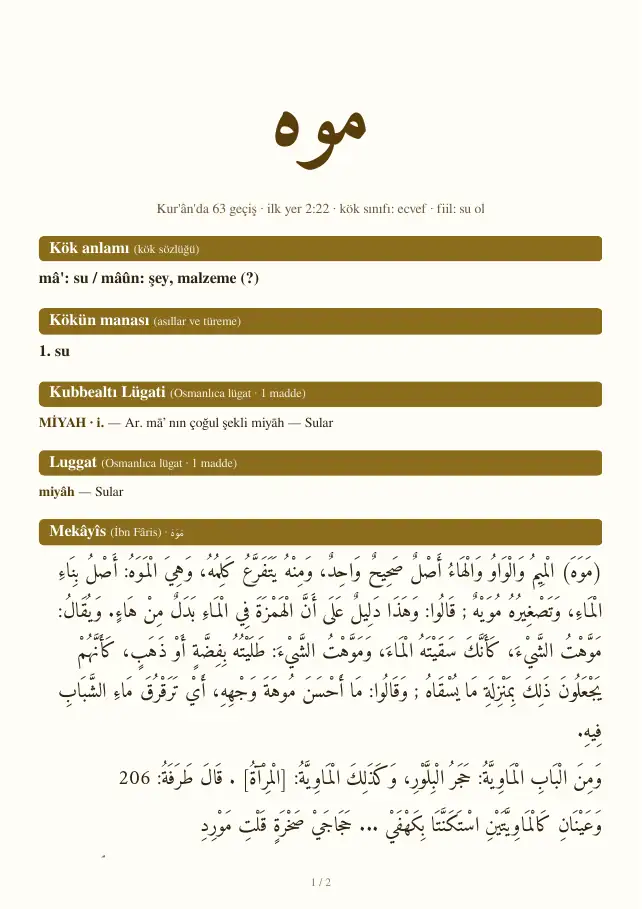 موه
Kur'ân'da 63 geçiş · ilk yer 2:22 · kök sınıfı: ecvef · fiil: su ol
Kök anlamı (kök sözlüğü)
mâ': su / mâûn: şey, malzeme (?)
Kökün manası (asıllar ve türeme)
1. su
Kubbealtı Lügati (Osmanlıca lügat · 1 madde)
MİYAH · i. — Ar. mā' nın çoğul şekli miyāh — Sular
Luggat (Osmanlıca lügat · 1 madde)
miyâh — Sular
Mekâyîs (İbn Fâris) · مَوَهَ
(مَوَهَ) الْمِيمُ وَالْوَاوُ وَالْهَاءُ أَصْلٌ صَحِيحٌ وَاحِدٌ، وَمِنْهُ يَتَفَرَّعُ كَلِمُهُ، وَهِيَ الْمَوَهُ: أَصْلُ بِنَاءِ
الْمَاءِ، وَتَصْغِيرُهُ مُوَيْهٌ ; قَالُوا: وَهَذَا دَلِيلٌ عَلَى أَنَّ الْهَمْزَةَ فِي الْمَاءِ بَدَلٌ مِنْ هَاءٍ. وَيُقَالُ:
مَوَّهْتُ الشَّيْءَ، كَأَنَّكَ سَقَيْتَهُ الْمَاءَ، وَمَوَّهْتُ الشَّيْءَ: طَلَيْتُهُ بِفِضَّةٍ أَوْ ذَهَبٍ، كَأَنَّهُمْ
يَجْعَلُونَ ذَلِكَ بِمَنْزِلَةِ مَا يُسْقَاهُ ; وَقَالُوا: مَا أَحْسَنَ مُوهَةَ وَجْهِهِ، أَيْ تَرَقْرُقَ مَاءِ الشَّبَابِ
فِيهِ.
وَمِنَ الْبَابِ الْمَاوِيَّةُ: حَجَرُ الْبِلَّوْرِ، وَكَذَلِكَ الْمَاوِيَّةُ: [الْمِرْآةُ] . قَالَ طَرَفَةُ: 206
وَعَيْنَانِ كَالْمَاوِيَّتَيْنِ اسْتَكَنَّتَا بِكَهْفَيْ ... حَجَاجَيْ صَخْرَةٍ قَلْتِ مَوْرِدِ
1 / 2